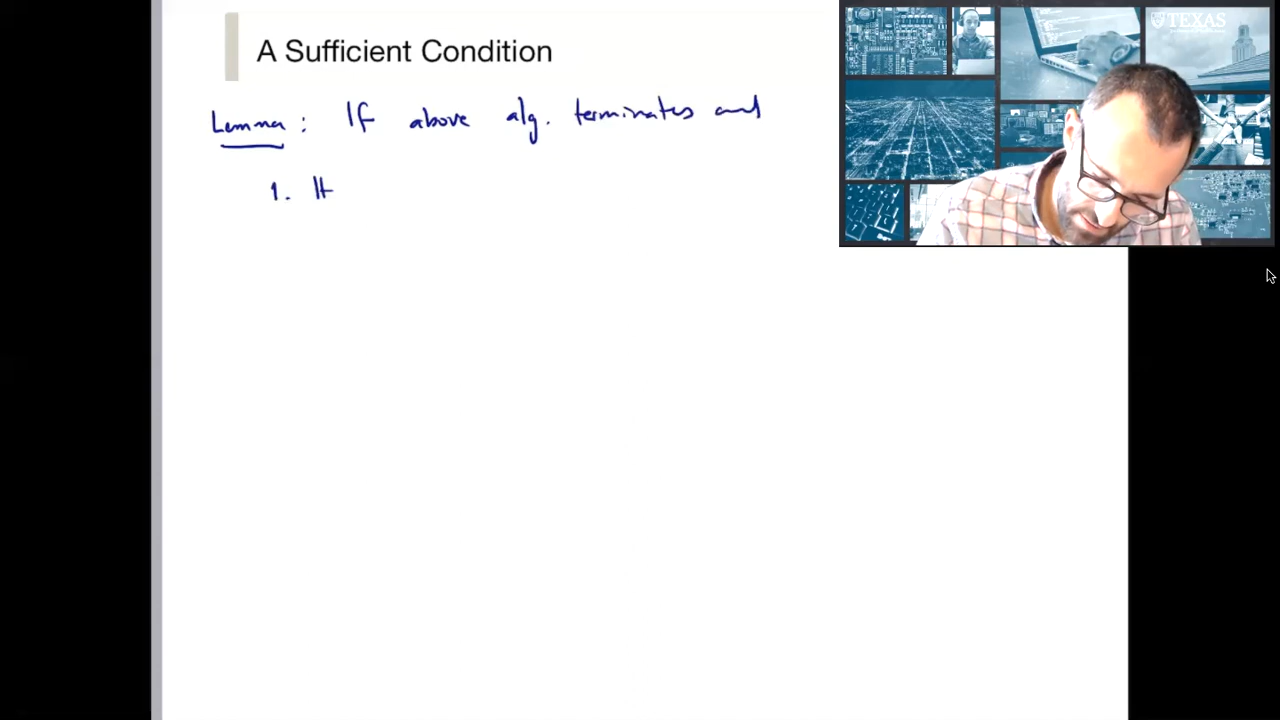 A Sufficient Condition
TEXAS
Lemma : If above alg. terminates and
1. It